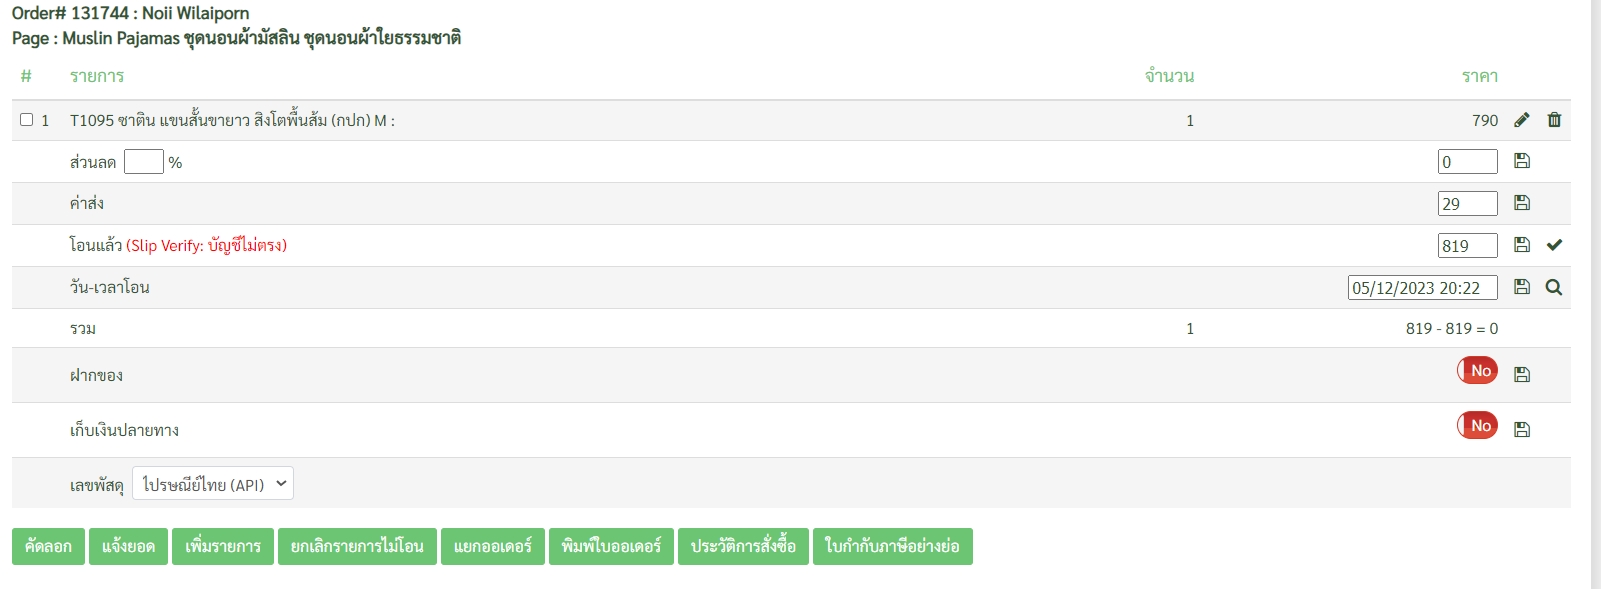 Order# 131744 : Noii Wilaiporn
Page : Muslin Pajamas ชุดนอนผ้ามัสลิน ชุดนอนผ้าใยธรรมชาติ
# รายการ จำนวน ราคา
1 T1095 ซาติน แขนสั้นขายาว สิงโตพื้นส้ม (กปก) M : 1 790
ส่วนลด % 0
ค่าส่ง 29
โอนแล้ว (Slip Verify: บัญชีไม่ตรง) 819
วัน-เวลาโอน 05/12/2023 20:22
รวม 1 819 - 819 = 0
ฝากของ No
เก็บเงินปลายทาง No
เลขพัสดุ ไปรษณีย์ไทย (API)
คัดลอก แจ้งยอด เพิ่มรายการ ยกเลิกรายการไม่โอน แยกออเดอร์ พิมพ์ใบออเดอร์ ประวัติการสั่งซื้อ ใบกำกับภาษีอย่างย่อ